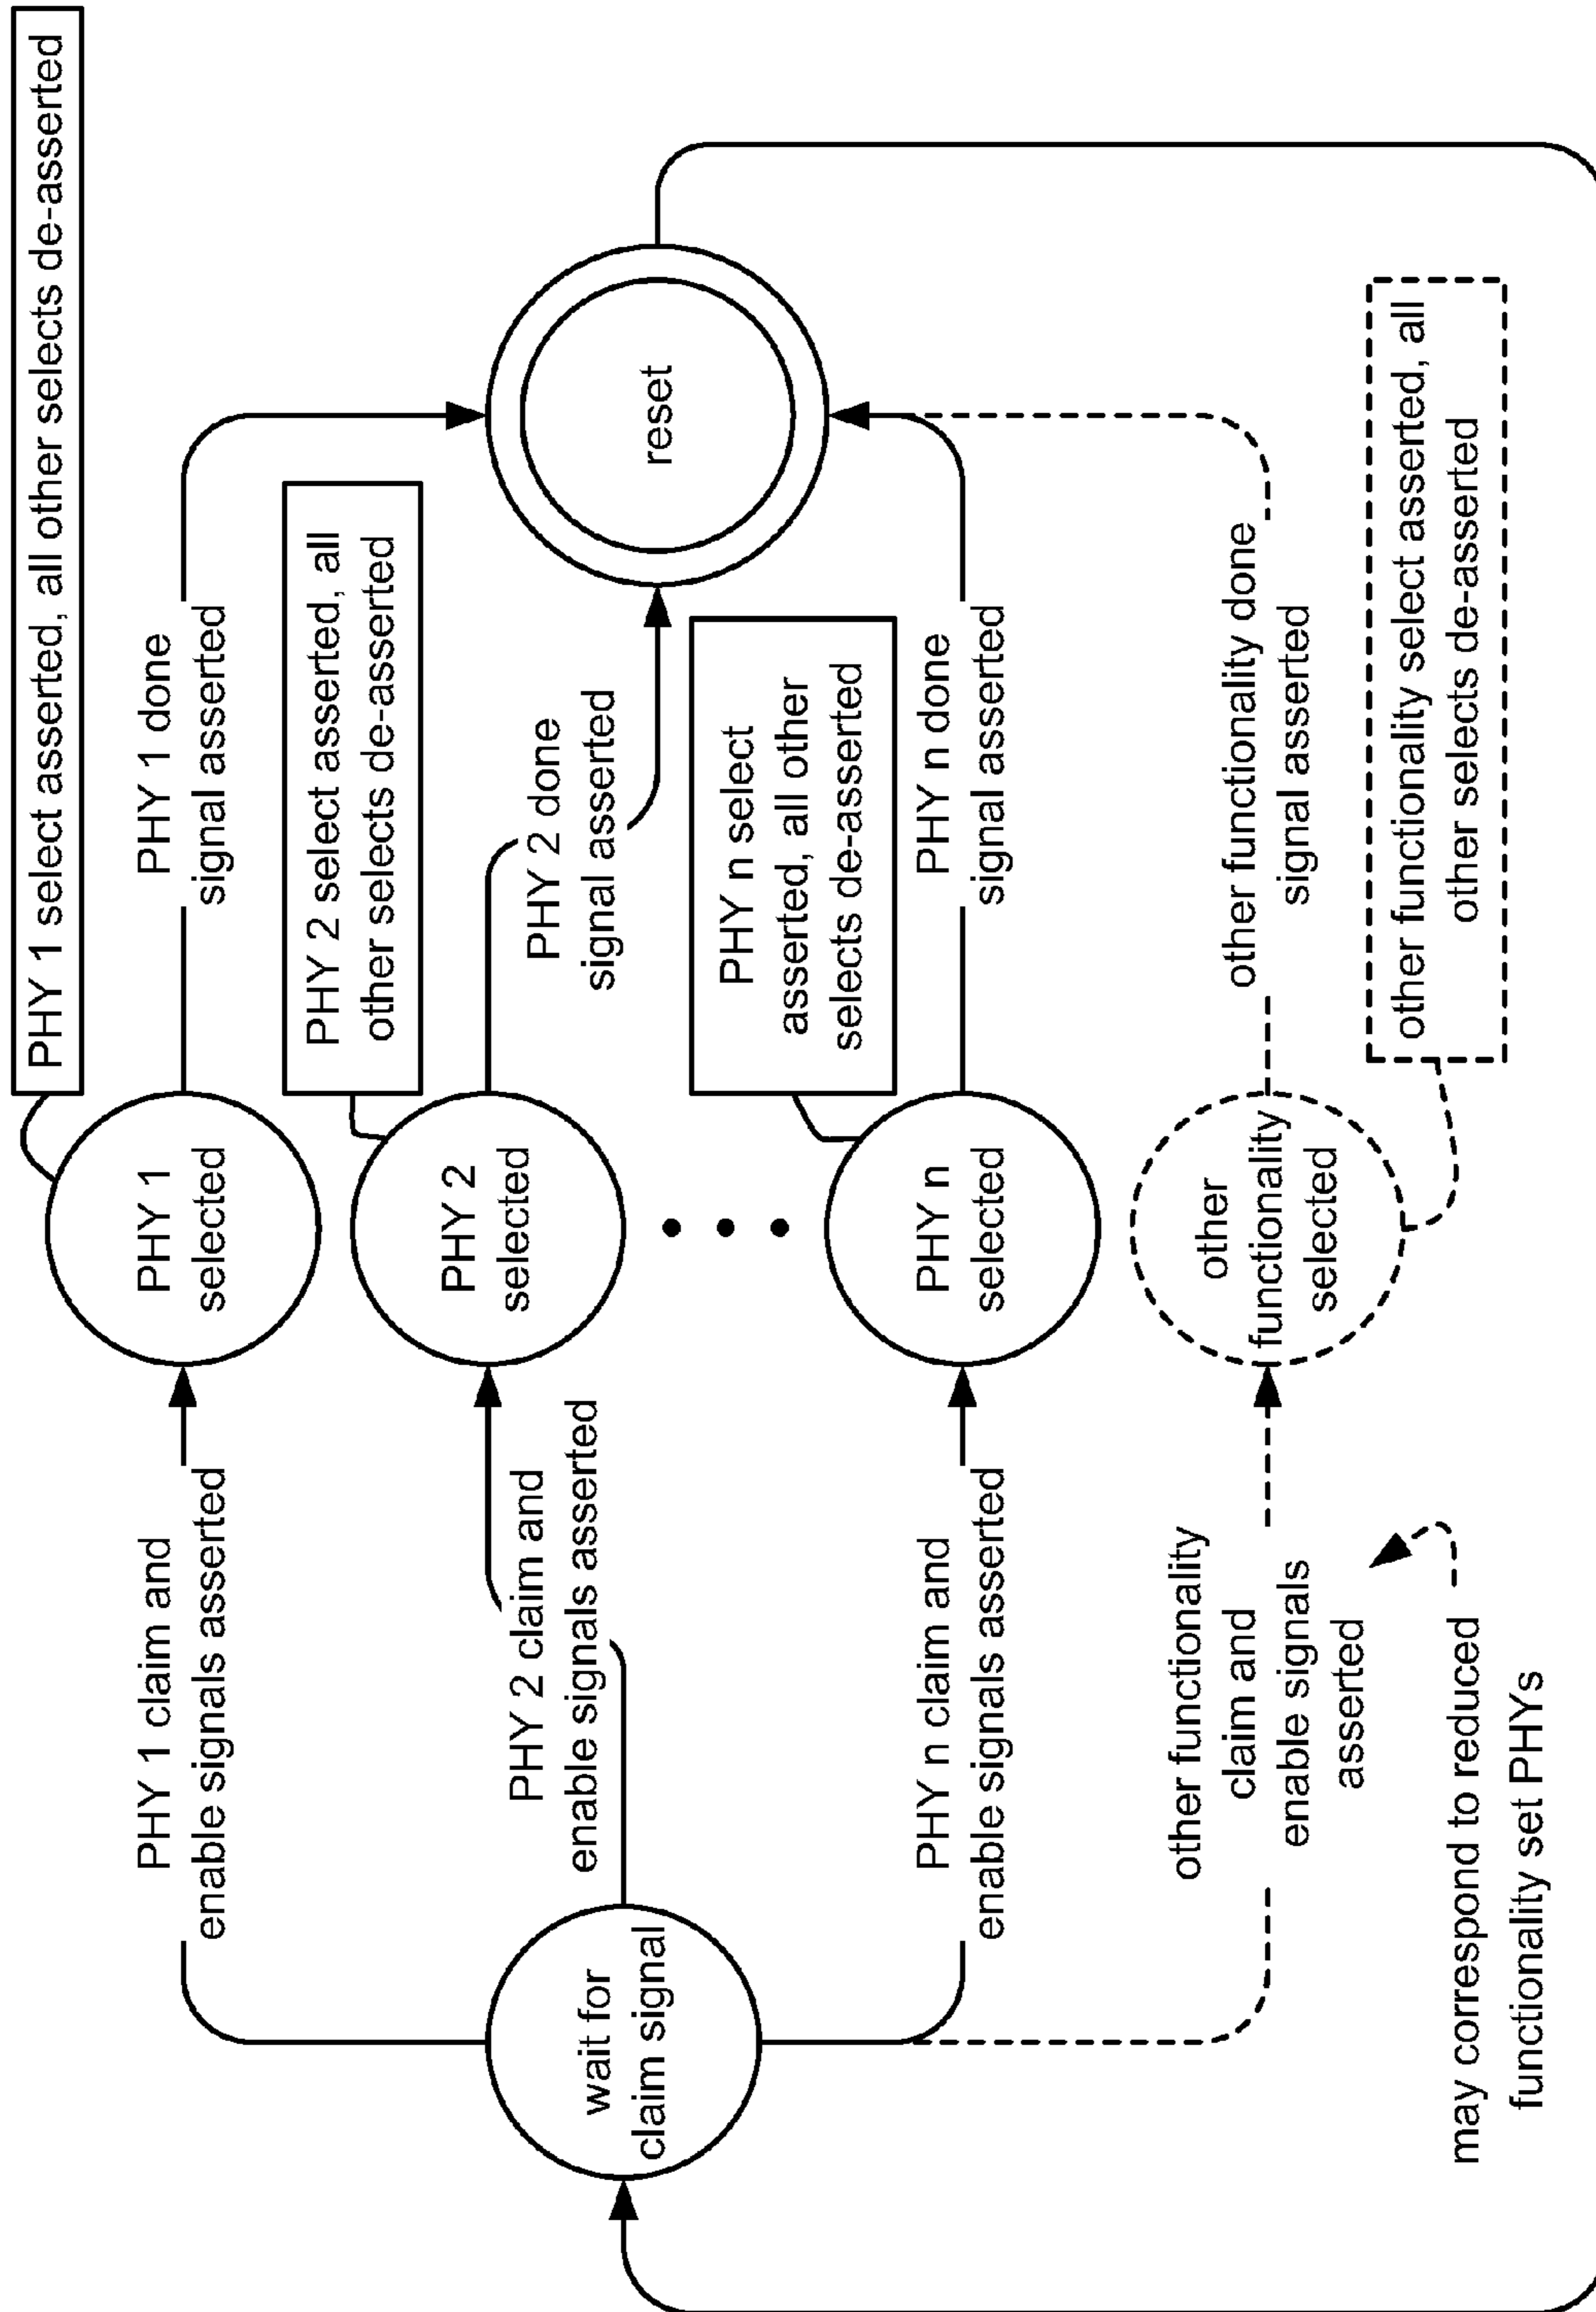 PHY 1 select asserted, all other selects de-asserted
PHY 1 claim and
enable signals asserted
PHY 1
selected
PHY 1 done
signal asserted
PHY 2 select asserted, all
other selects de-asserted
PHY 2 claim and
enable signals asserted
PHY 2
selected
PHY 2 done
signal asserted
wait for
claim signal
reset
PHY n select
asserted, all other
selects de-asserted
PHY n claim and
enable signals asserted
PHY n
selected
PHY n done
signal asserted
other functionality
claim and
enable signals
asserted
other
functionality
selected
other functionality done
signal asserted
other functionality select asserted, all
other selects de-asserted
may correspond to reduced
functionality set PHYs